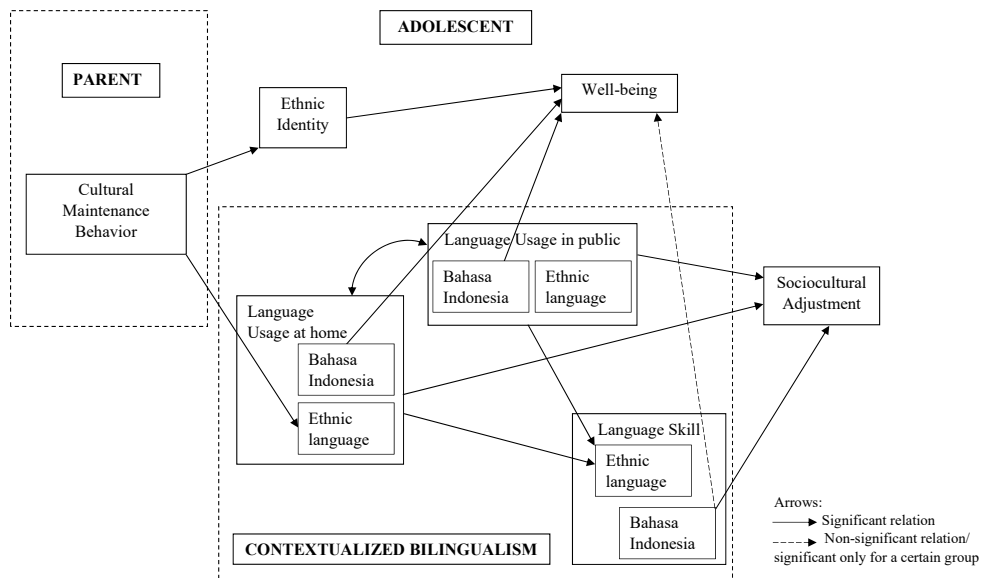 ADOLESCENT
PARENT
Ethnic
Identity
Well-being
Cultural
Maintenance
Behavior
Language Usage in public
Bahasa
Indonesia
Ethnic
language
Sociocultural
Adjustment
Language
Usage at home
Bahasa
Indonesia
Ethnic
language
Language Skill
Ethnic
language
Bahasa
Indonesia
CONTEXTUALIZED BILINGUALISM
Arrows:
Significant relation
Non-significant relation/
significant only for a certain group